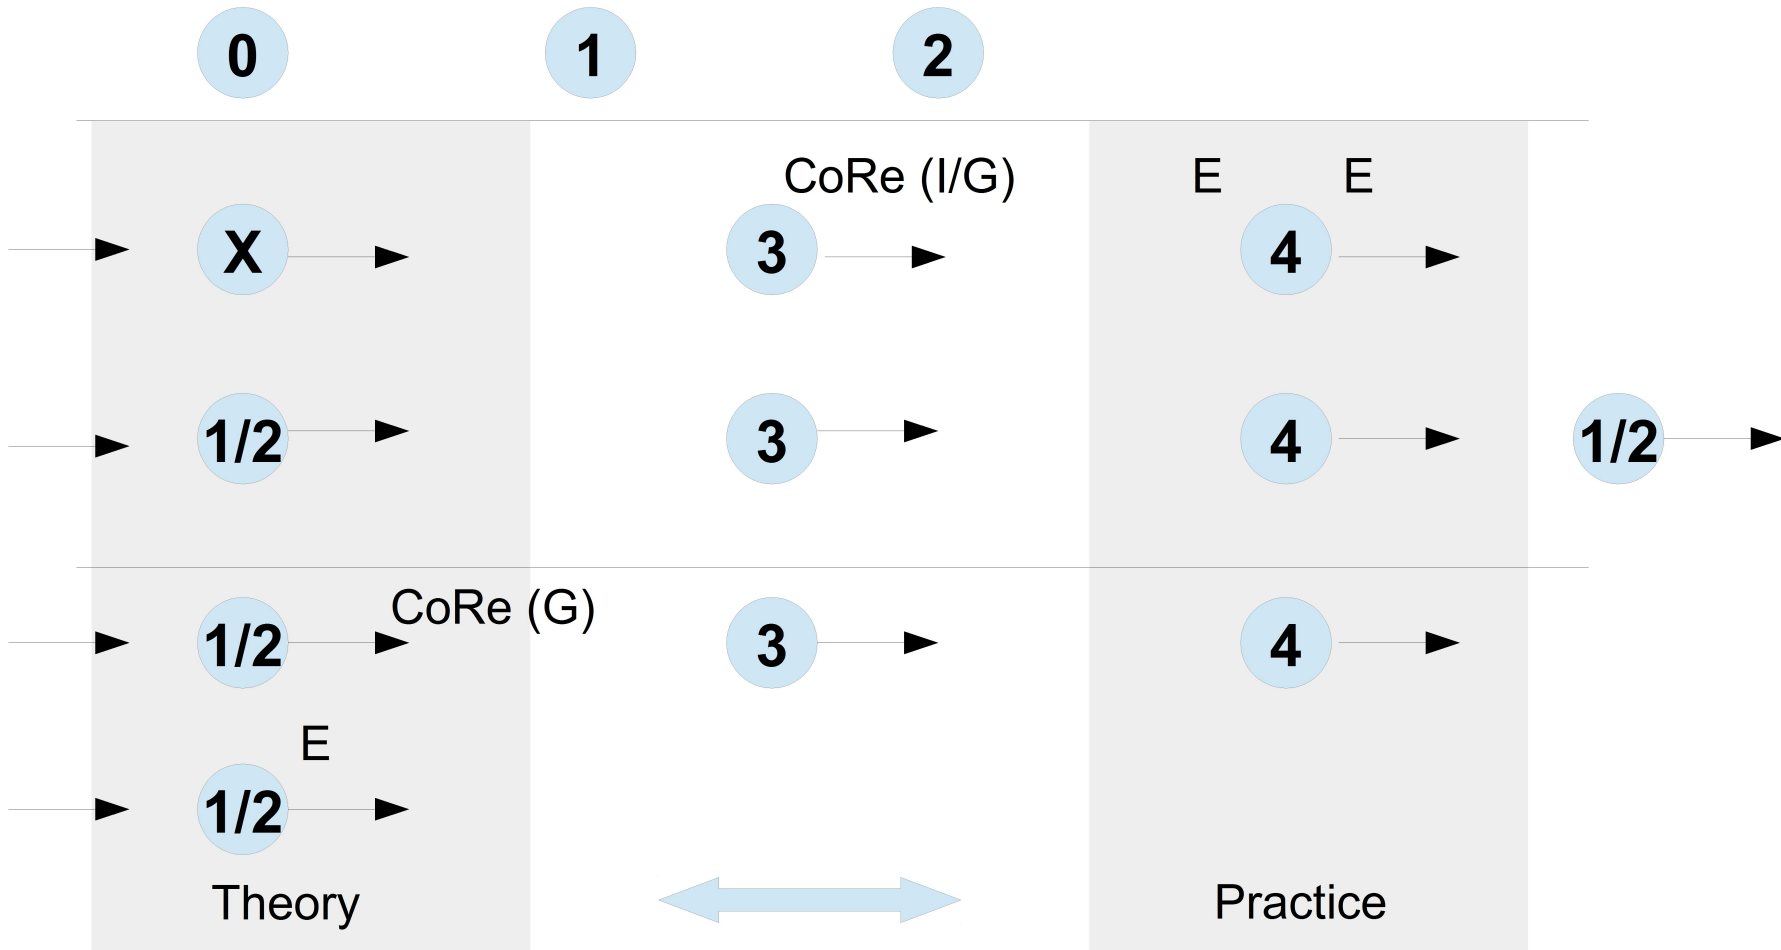 0 1 2
CoRe (I/G) E E
X 3 4
1/2 3 4 1/2
CoRe (G)
1/2 3 4
E
1/2
Theory Practice